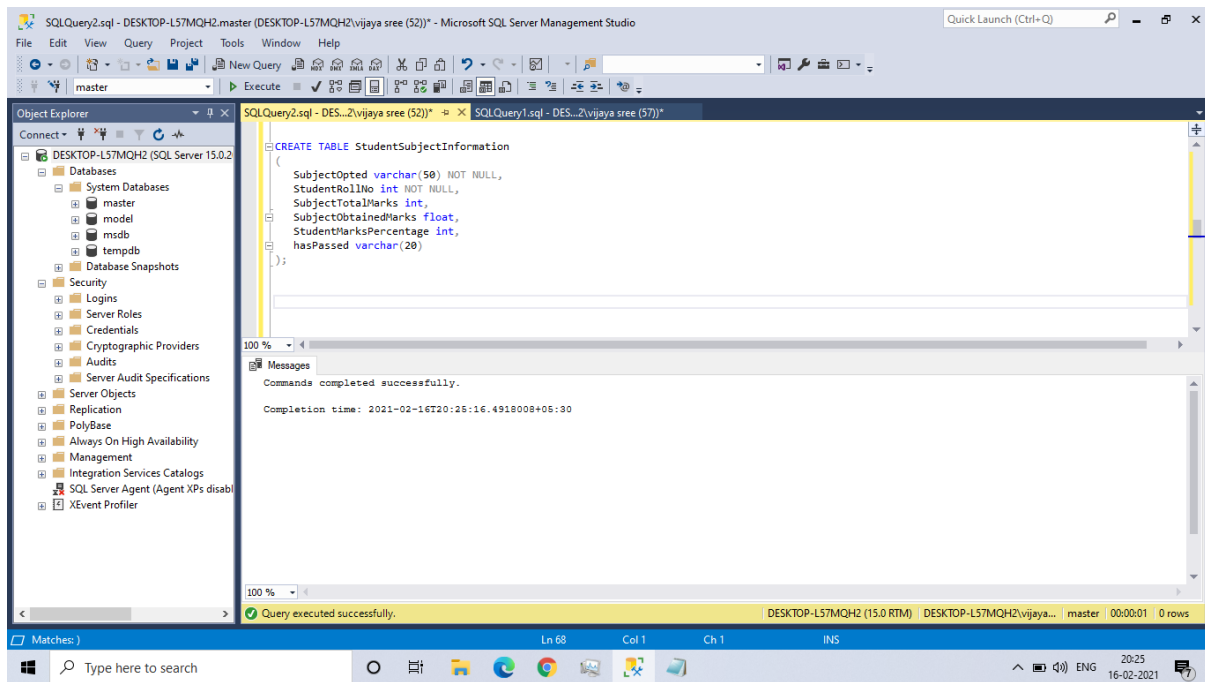 SQLQuery2.sql - DESKTOP-L57MQH2.master (DESKTOP-L57MQH2\vijaya sree (52))* - Microsoft SQL Server Management Studio
Quick Launch (Ctrl+Q)
File Edit View Query Project Tools Window Help
New Query
master
Execute
Object Explorer
SQLQuery2.sql - DES...2\vijaya sree (52))*
SQLQuery1.sql - DES...2\vijaya sree (57))*
Connect
DESKTOP-L57MQH2 (SQL Server 15.0.2
Databases
System Databases
master
model
msdb
tempdb
Database Snapshots
Security
Logins
Server Roles
Credentials
Cryptographic Providers
Audits
Server Audit Specifications
Server Objects
Replication
PolyBase
Always On High Availability
Management
Integration Services Catalogs
SQL Server Agent (Agent XPs disabl
XEvent Profiler
CREATE TABLE StudentSubjectInformation
(
SubjectOpted varchar(50) NOT NULL,
StudentRollNo int NOT NULL,
SubjectTotalMarks int,
SubjectObtainedMarks float,
StudentMarksPercentage int,
hasPassed varchar(20)
);
100 %
Messages
Commands completed successfully.
Completion time: 2021-02-16T20:25:16.4918008+05:30
100 %
Query executed successfully.
DESKTOP-L57MQH2 (15.0 RTM) DESKTOP-L57MQH2\vijaya... master 00:00:01 0 rows
Matches: )
Ln 68 Col 1 Ch 1 INS
Type here to search
ENG
20:25
16-02-2021
7